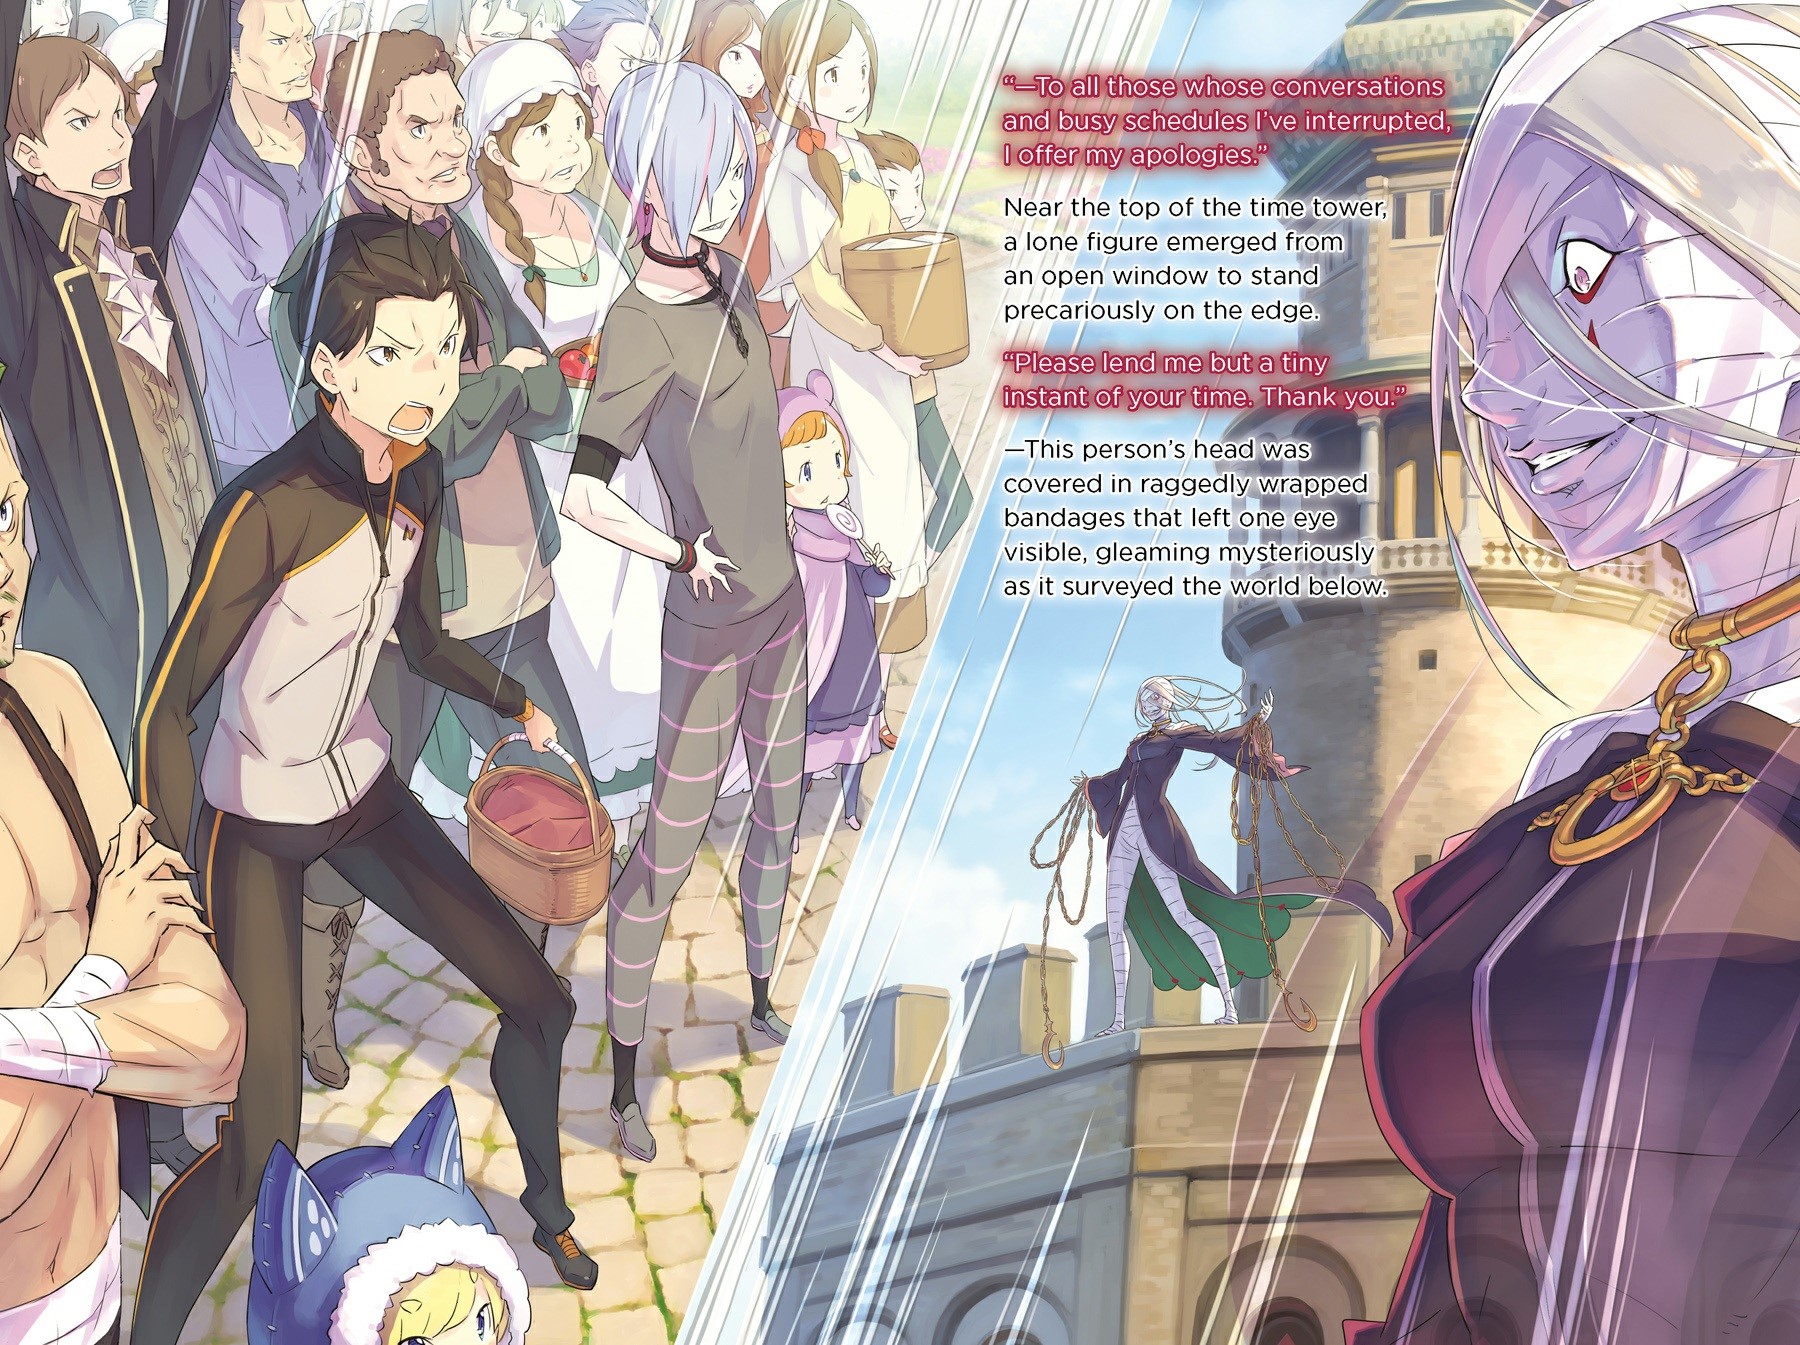 “—To all those whose conversations
and busy schedules I’ve interrupted,
I offer my apologies.”
Near the top of the time tower,
a lone figure emerged from
an open window to stand
precariously on the edge.
“Please lend me but a tiny
instant of your time. Thank you.”
—This person’s head was
covered in raggedly wrapped
bandages that left one eye
visible, gleaming mysteriously
as it surveyed the world below.
N